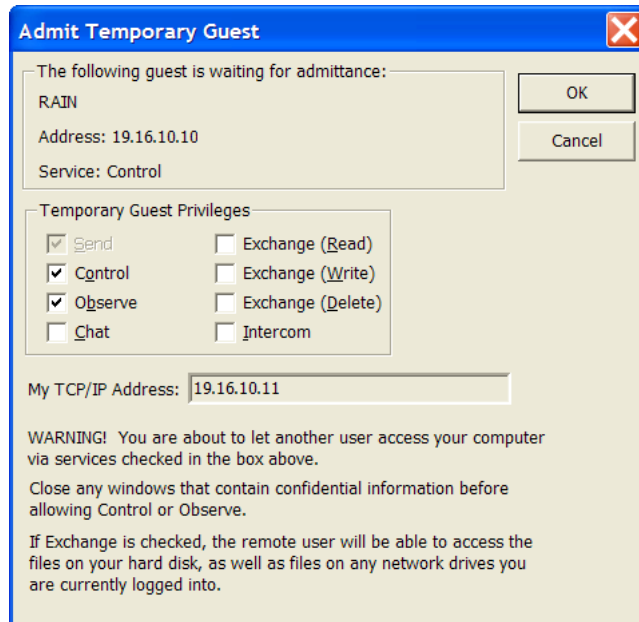 Admit Temporary Guest
The following guest is waiting for admittance:
RAIN
Address: 19.16.10.10
Service: Control
OK
Cancel
Temporary Guest Privileges
Send
Control
Observe
Chat
Exchange (Read)
Exchange (Write)
Exchange (Delete)
Intercom
My TCP/IP Address: 19.16.10.11
WARNING!  You are about to let another user access your computer
via services checked in the box above.
Close any windows that contain confidential information before
allowing Control or Observe.
If Exchange is checked, the remote user will be able to access the
files on your hard disk, as well as files on any network drives you
are currently logged into.